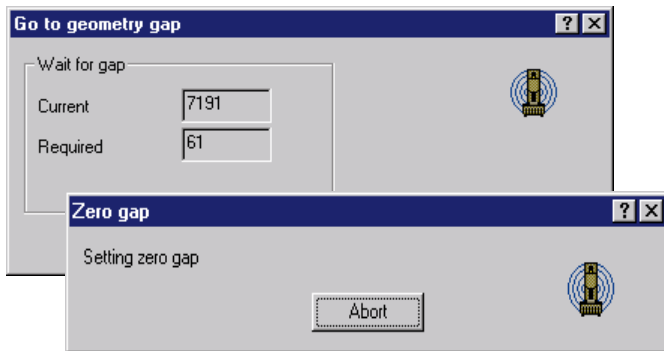 Go to geometry gap
Wait for gap
Current 7191
Required 61
Zero gap
Setting zero gap
Abort